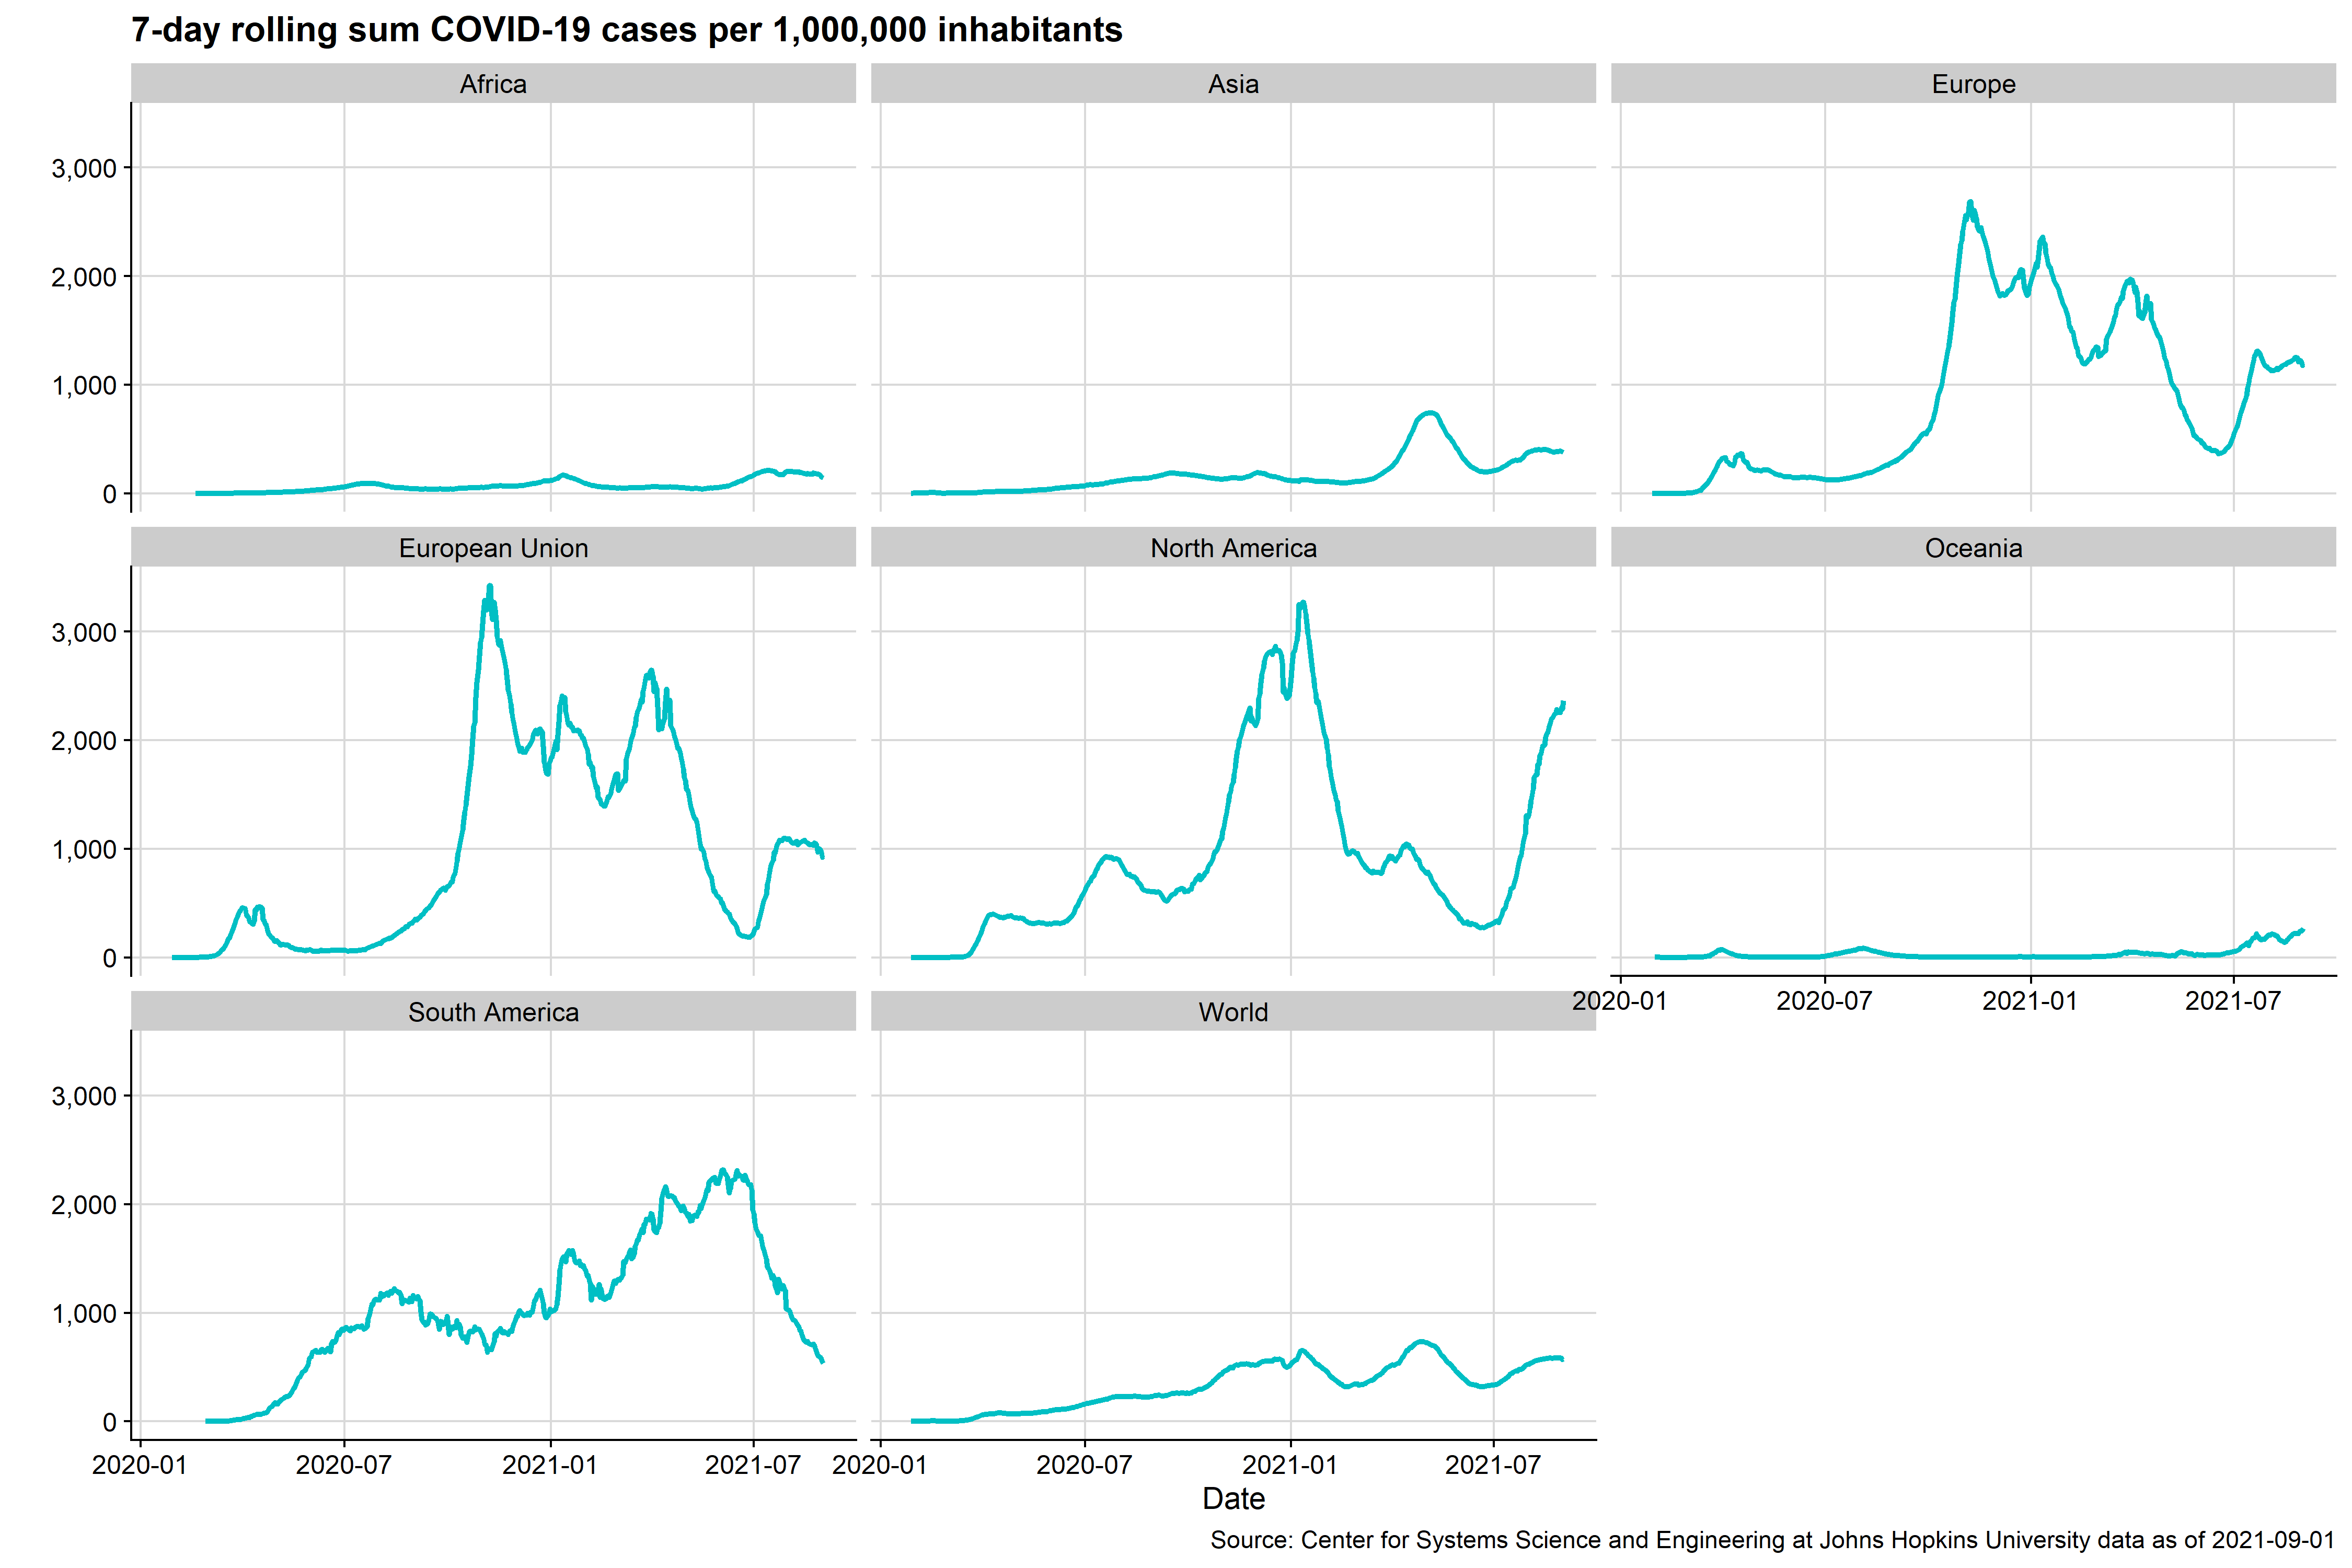 7-day rolling sum COVID-19 cases per 1,000,000 inhabitants
Africa Asia Europe
3,000
2,000
1,000
0
European Union North America Oceania
3,000
2,000
1,000
0
2020-01 2020-07 2021-01 2021-07
South America World
3,000
2,000
1,000
0
2020-01 2020-07 2021-01 2021-07 2020-01 2020-07 2021-01 2021-07
Date
Source: Center for Systems Science and Engineering at Johns Hopkins University data as of 2021-09-01